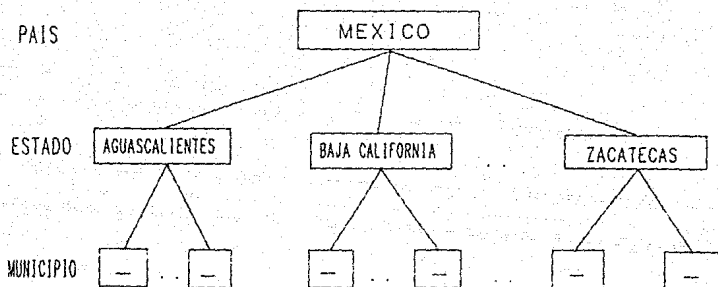 PAIS MEXICO
ESTADO AGUASCALIENTES BAJA CALIFORNIA . . ZACATECAS
MUNICIPIO — . . — — . . — . . — —